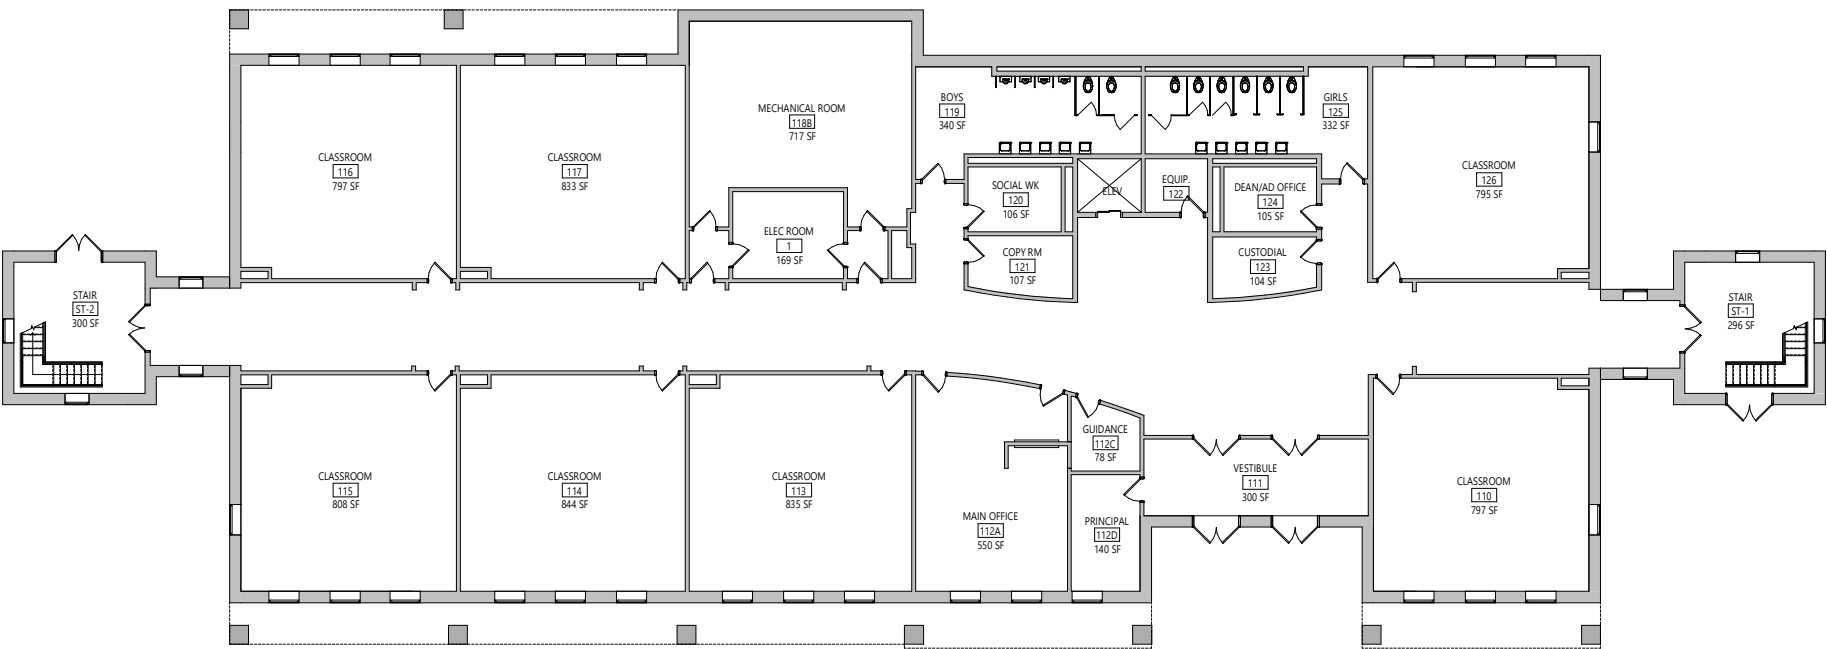 MECHANICAL ROOM
118B
717 SF
BOYS
119
340 SF
GIRLS
125
332 SF
CLASSROOM
116
797 SF
CLASSROOM
117
833 SF
CLASSROOM
126
795 SF
SOCIAL WK
120
106 SF
ELEV
EQUIP.
122
DEAN/AD OFFICE
124
105 SF
ELEC ROOM
1
169 SF
COPY RM
121
107 SF
CUSTODIAL
123
104 SF
STAIR
ST-2
300 SF
STAIR
ST-1
296 SF
GUIDANCE
112C
78 SF
CLASSROOM
115
808 SF
CLASSROOM
114
844 SF
CLASSROOM
113
835 SF
VESTIBULE
111
300 SF
CLASSROOM
110
797 SF
MAIN OFFICE
112A
550 SF
PRINCIPAL
112D
140 SF